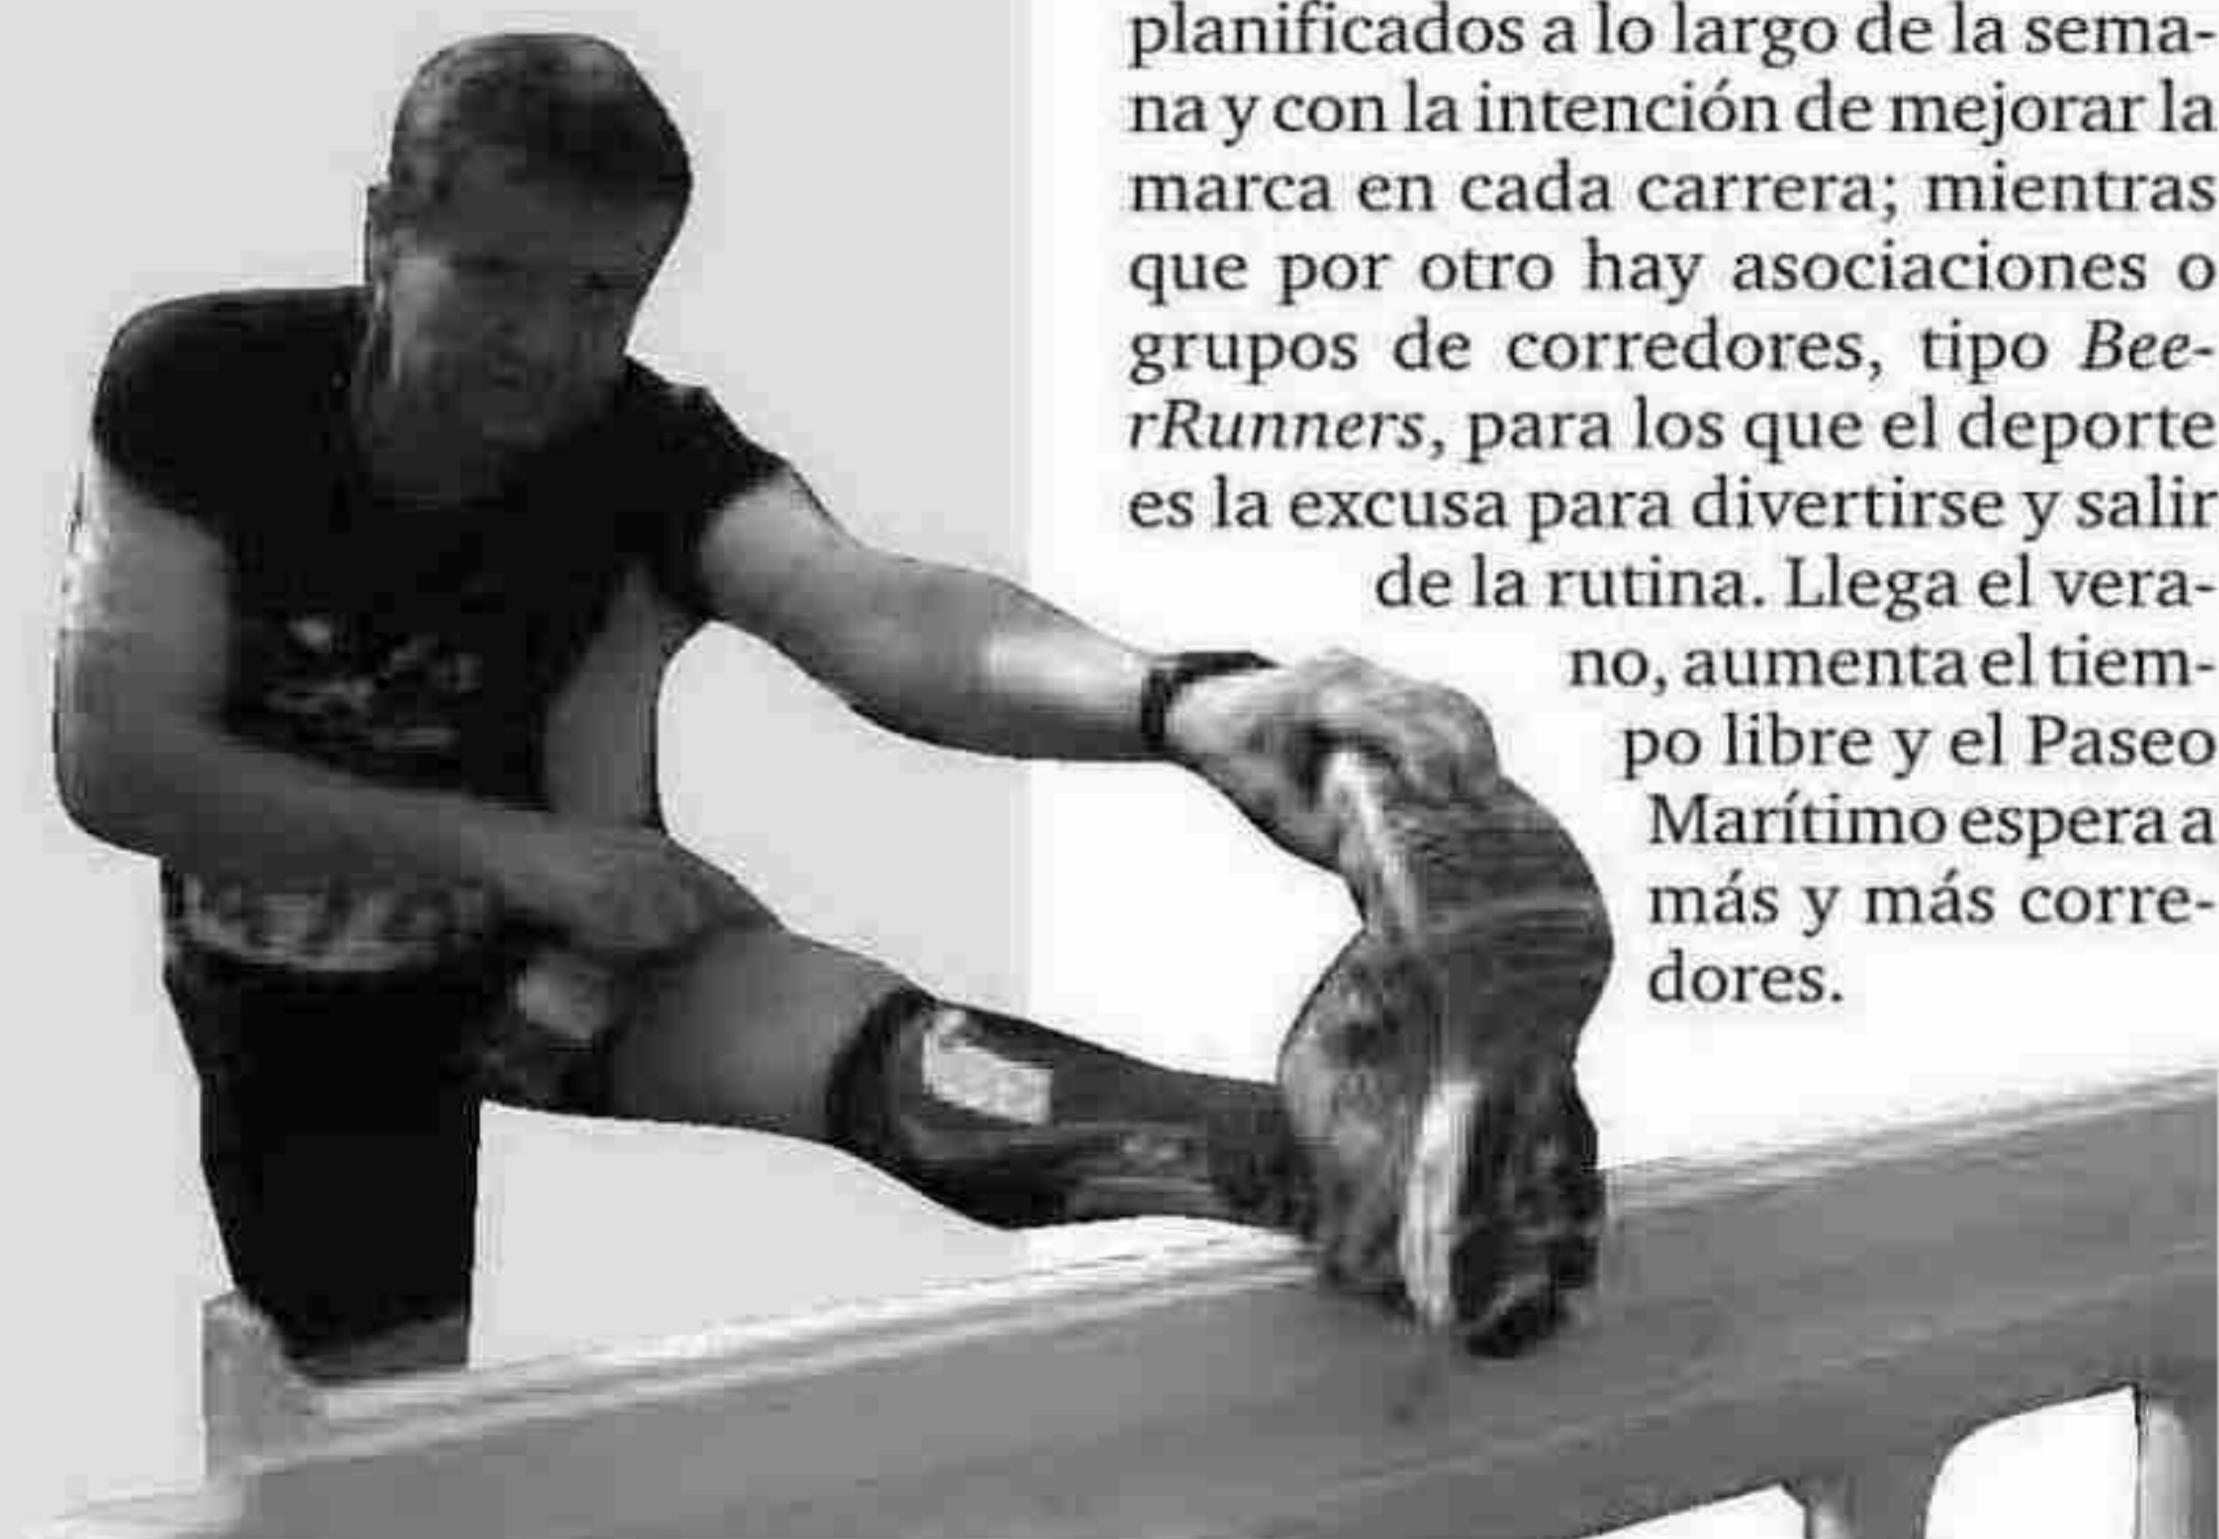 planificados a lo largo de la sema-
na y con la intención de mejorar la
marca en cada carrera; mientras
que por otro hay asociaciones o
grupos de corredores, tipo Bee-
rRunners, para los que el deporte
es la excusa para divertirse y salir
de la rutina. Llega el vera-
no, aumenta el tiem-
po libre y el Paseo
Marítimo espera a
más y más corre-
dores.